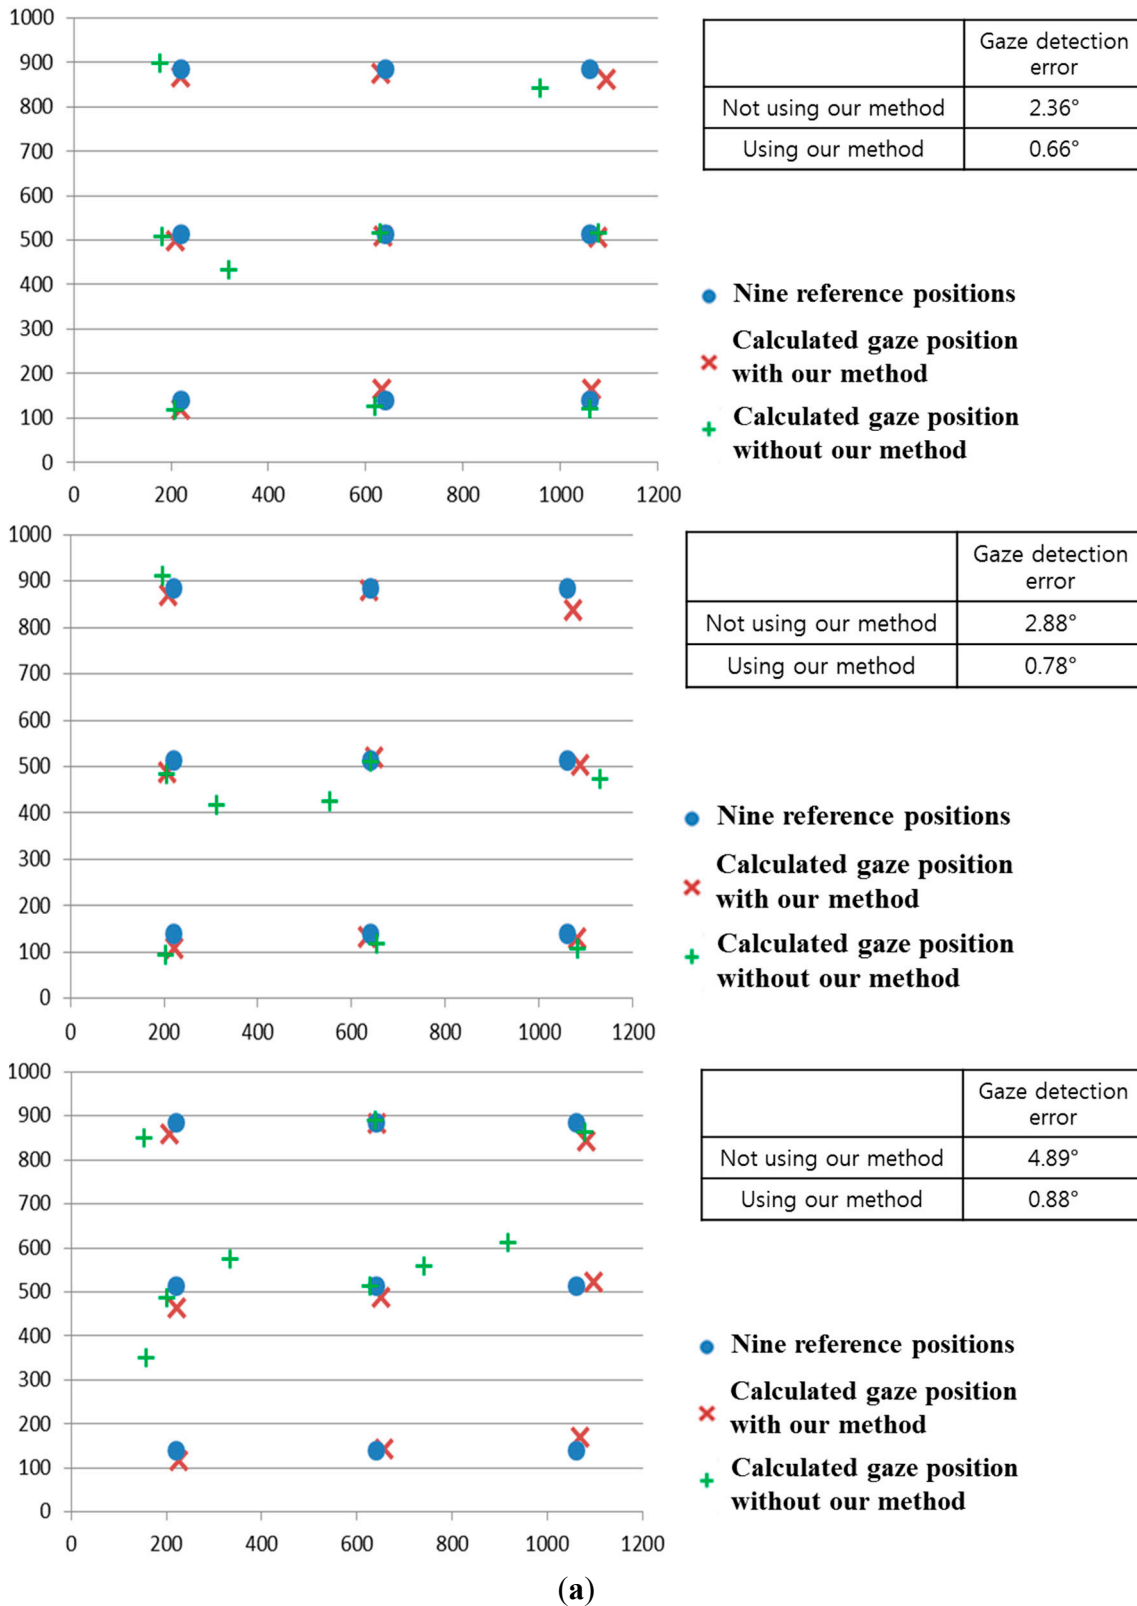 1000
900
800
700
600
500
400
300
200
100
0
0 200 400 600 800 1000 1200
Gaze detection
error
Not using our method 2.36°
Using our method 0.66°
Nine reference positions
Calculated gaze position
with our method
Calculated gaze position
without our method
1000
900
800
700
600
500
400
300
200
100
0
0 200 400 600 800 1000 1200
Gaze detection
error
Not using our method 2.88°
Using our method 0.78°
Nine reference positions
Calculated gaze position
with our method
Calculated gaze position
without our method
1000
900
800
700
600
500
400
300
200
100
0
0 200 400 600 800 1000 1200
Gaze detection
error
Not using our method 4.89°
Using our method 0.88°
Nine reference positions
Calculated gaze position
with our method
Calculated gaze position
without our method
(a)